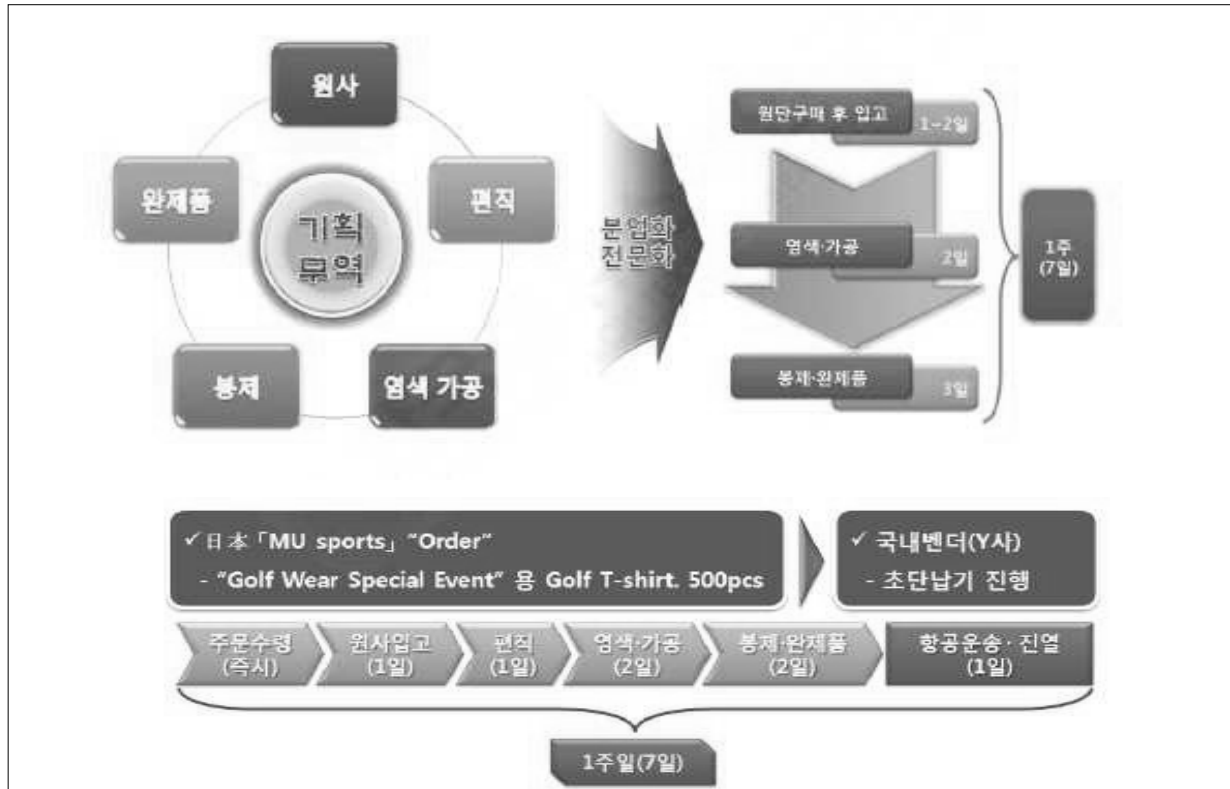 원사
완제품
편직
기획
무역
봉제
염색 가공
분업화
전문화
원단구매 후 입고
1~2일
염색·가공
2일
봉제·완제품
3일
1주
(7일)
✓日本「MU sports」 “Order”
- “Golf Wear Special Event” 용 Golf T-shirt. 500pcs
✓ 국내벤더(Y사)
- 초단납기 진행
주문수령
(즉시)
원사입고
(1일)
편직
(1일)
염색·가공
(2일)
봉제·완제품
(2일)
항공운송·진열
(1일)
1주일(7일)